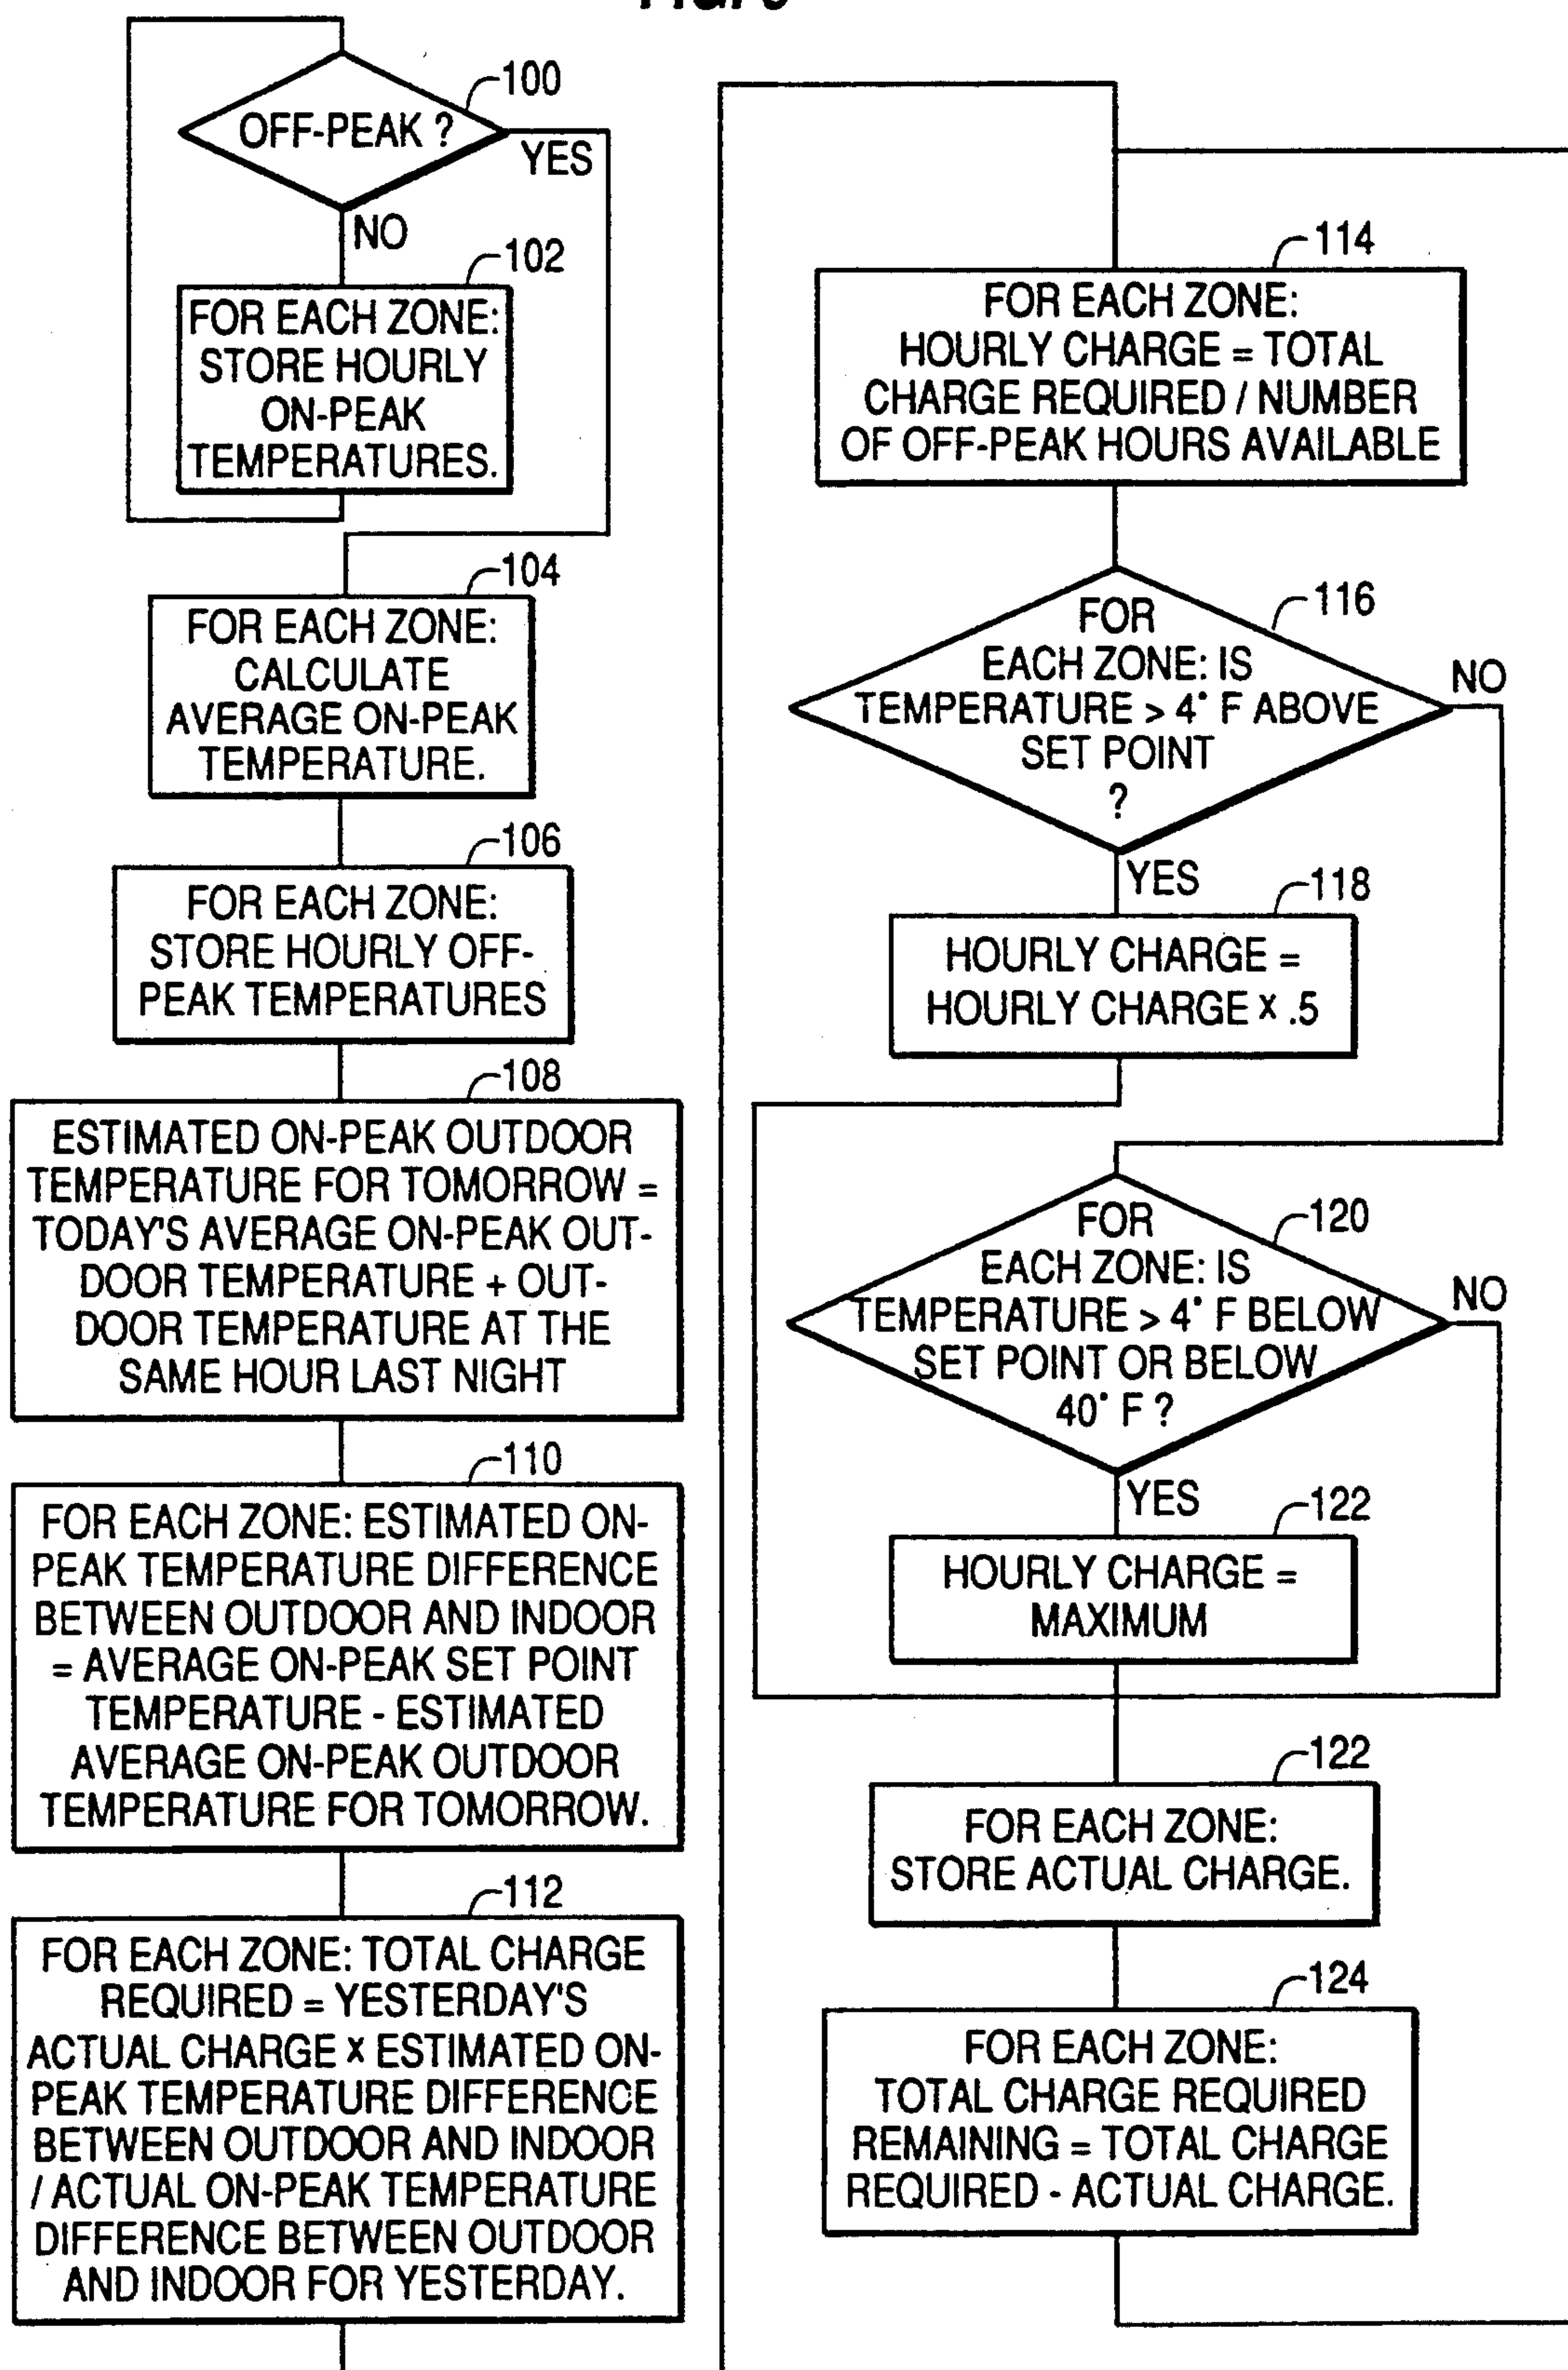 100
OFF-PEAK ?
YES
NO
102
FOR EACH ZONE:
STORE HOURLY
ON-PEAK
TEMPERATURES.
104
FOR EACH ZONE:
CALCULATE
AVERAGE ON-PEAK
TEMPERATURE.
106
FOR EACH ZONE:
STORE HOURLY OFF-
PEAK TEMPERATURES
108
ESTIMATED ON-PEAK OUTDOOR
TEMPERATURE FOR TOMORROW =
TODAY'S AVERAGE ON-PEAK OUT-
DOOR TEMPERATURE + OUT-
DOOR TEMPERATURE AT THE
SAME HOUR LAST NIGHT
110
FOR EACH ZONE: ESTIMATED ON-
PEAK TEMPERATURE DIFFERENCE
BETWEEN OUTDOOR AND INDOOR
= AVERAGE ON-PEAK SET POINT
TEMPERATURE - ESTIMATED
AVERAGE ON-PEAK OUTDOOR
TEMPERATURE FOR TOMORROW.
112
FOR EACH ZONE: TOTAL CHARGE
REQUIRED = YESTERDAY'S
ACTUAL CHARGE x ESTIMATED ON-
PEAK TEMPERATURE DIFFERENCE
BETWEEN OUTDOOR AND INDOOR
/ ACTUAL ON-PEAK TEMPERATURE
DIFFERENCE BETWEEN OUTDOOR
AND INDOOR FOR YESTERDAY.
114
FOR EACH ZONE:
HOURLY CHARGE = TOTAL
CHARGE REQUIRED / NUMBER
OF OFF-PEAK HOURS AVAILABLE
116
FOR
EACH ZONE: IS
TEMPERATURE > 4° F ABOVE
SET POINT
?
NO
YES
118
HOURLY CHARGE =
HOURLY CHARGE x .5
120
FOR
EACH ZONE: IS
TEMPERATURE > 4° F BELOW
SET POINT OR BELOW
40° F ?
NO
YES
122
HOURLY CHARGE =
MAXIMUM
122
FOR EACH ZONE:
STORE ACTUAL CHARGE.
124
FOR EACH ZONE:
TOTAL CHARGE REQUIRED
REMAINING = TOTAL CHARGE
REQUIRED - ACTUAL CHARGE.